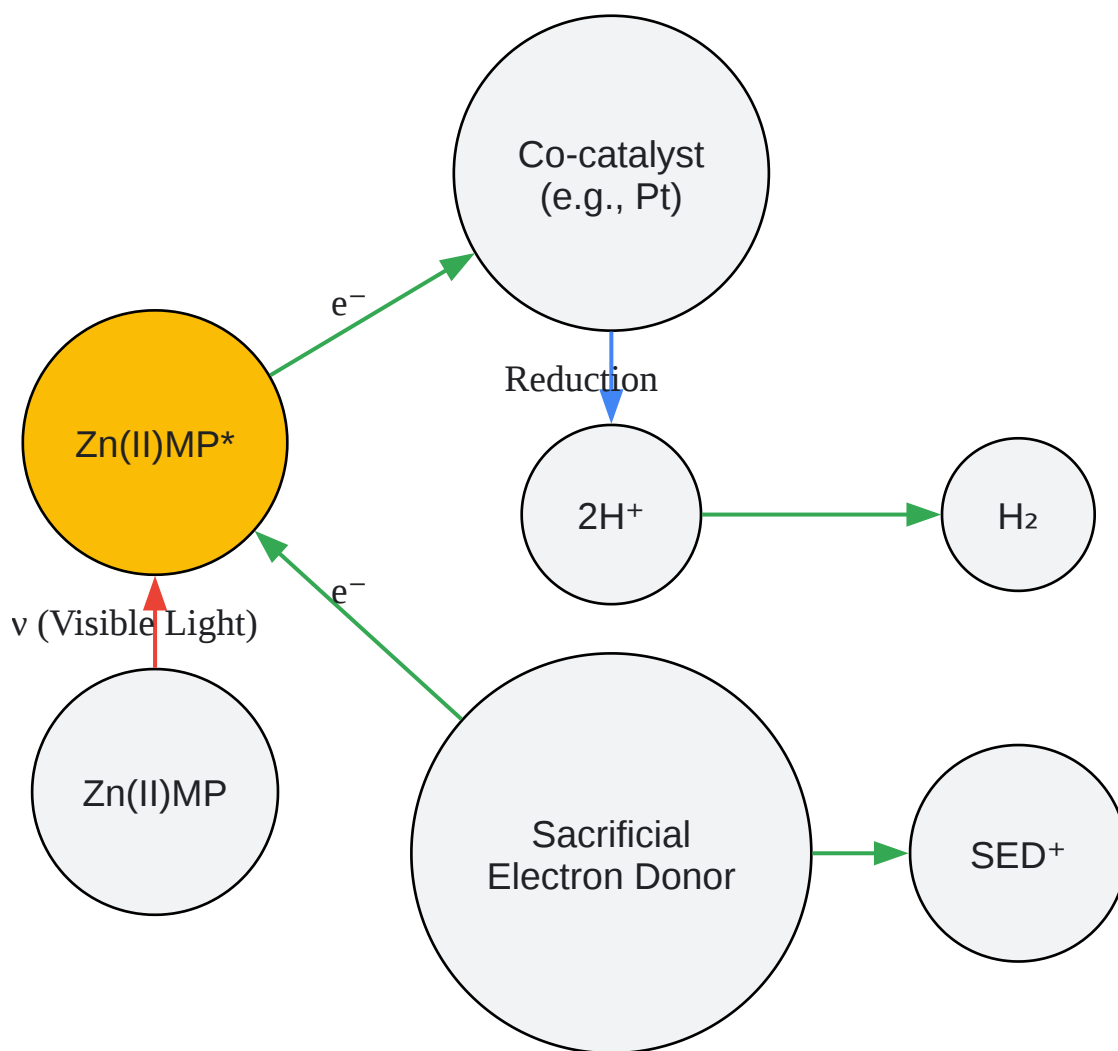 Co-catalyst
(e.g., Pt)
e⁻
Reduction
Zn(II)MP*
2H⁺
H₂
e⁻
ν (Visible Light)
Zn(II)MP
Sacrificial
Electron Donor
SED⁺